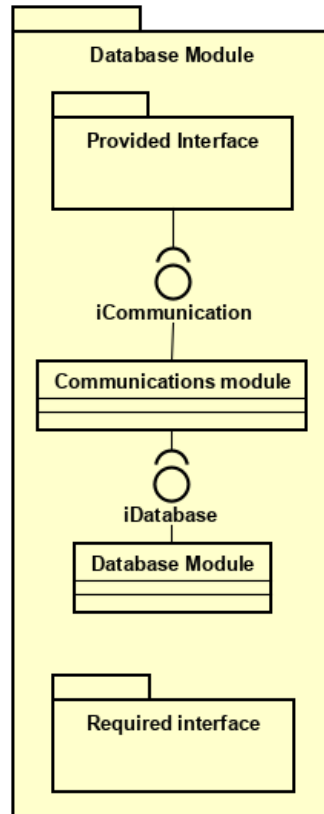 Database Module
Provided Interface
iCommunication
Communications module
iDatabase
Database Module
Required interface